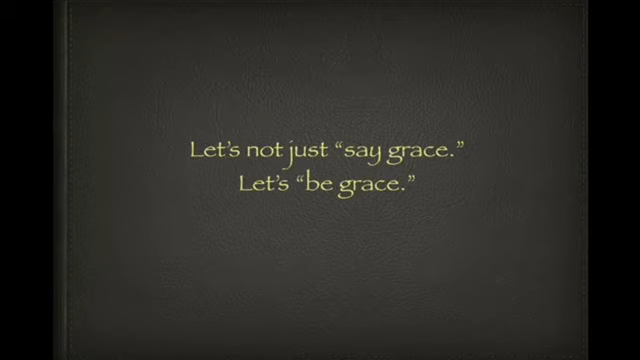 Let's not just “say grace.”
Let's “be grace.”